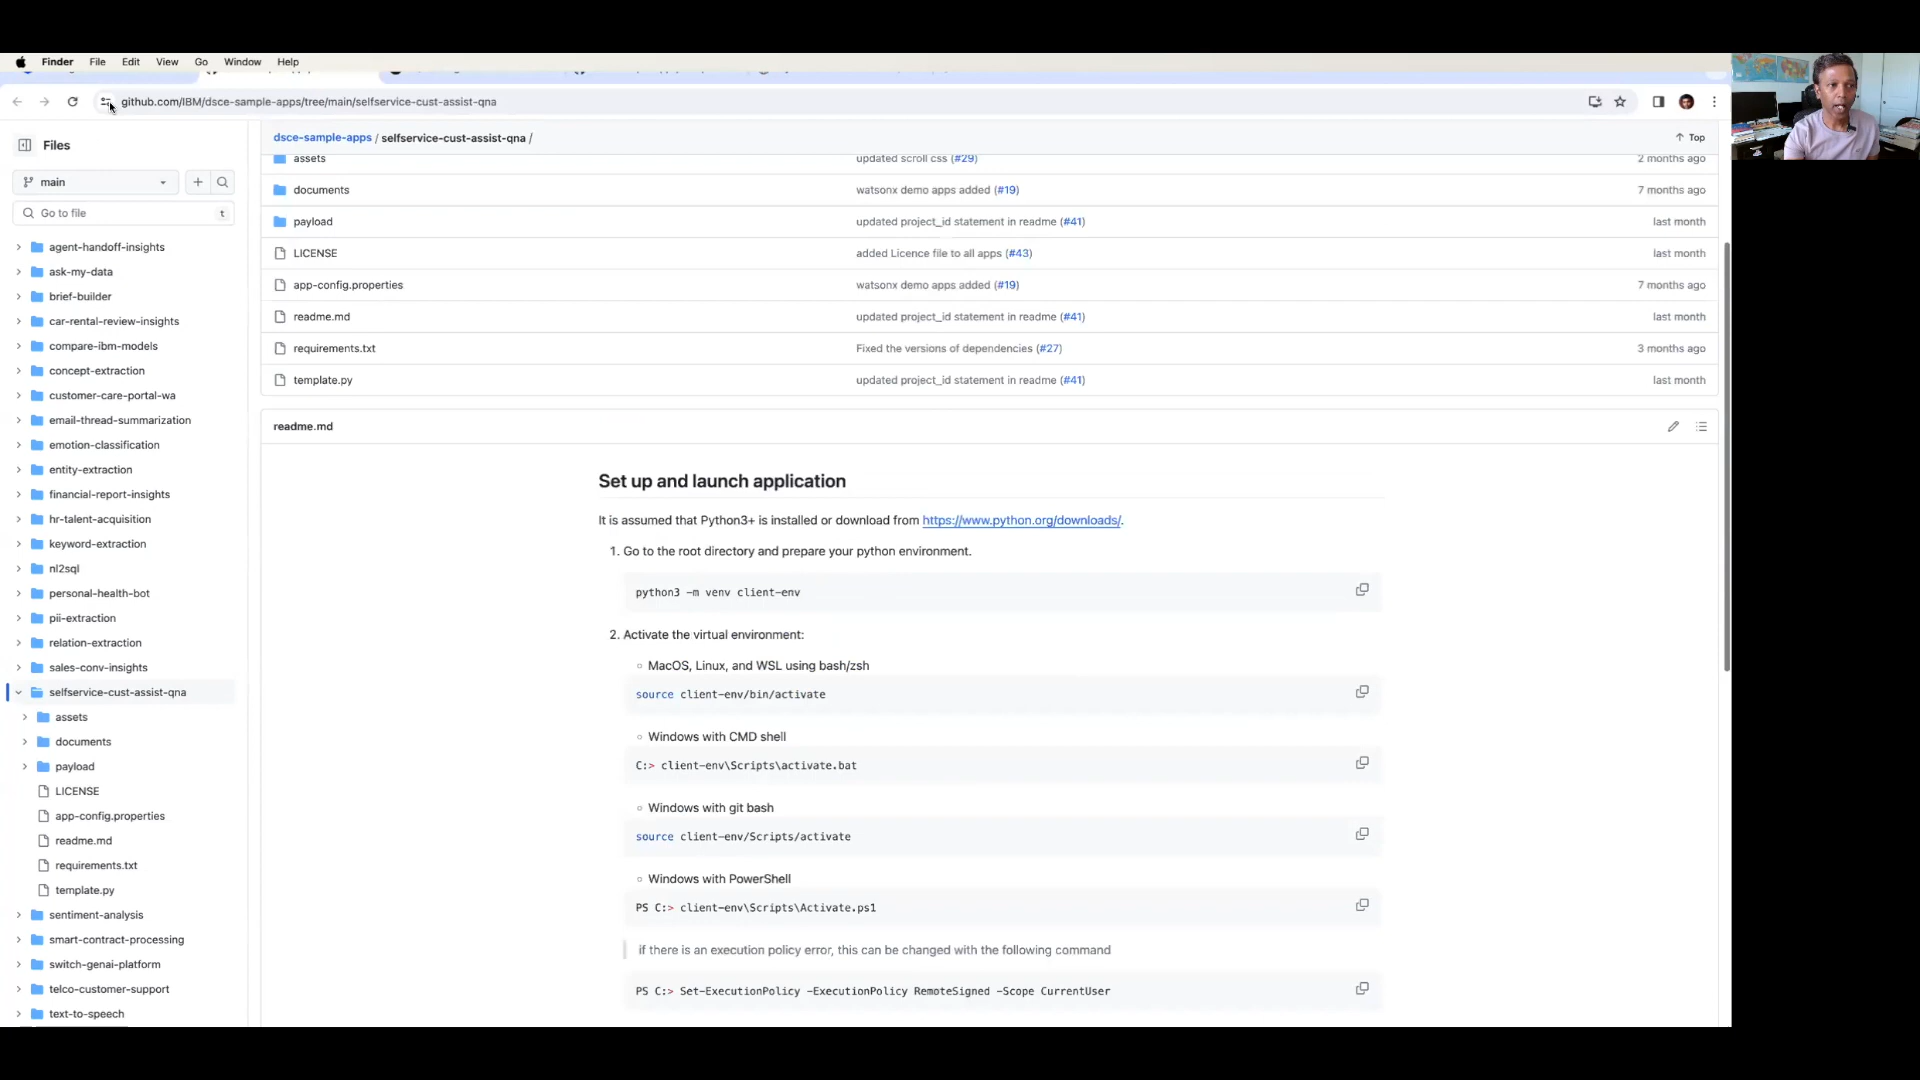 Finder File Edit View Go Window Help
github.com/IBM/dsce-sample-apps/tree/main/selfservice-cust-assist-qna
Files
main
Go to file t
agent-handoff-insights
ask-my-data
brief-builder
car-rental-review-insights
compare-ibm-models
concept-extraction
customer-care-portal-wa
email-thread-summarization
emotion-classification
entity-extraction
financial-report-insights
hr-talent-acquisition
keyword-extraction
nl2sql
personal-health-bot
pii-extraction
relation-extraction
sales-conv-insights
selfservice-cust-assist-qna
assets
documents
payload
LICENSE
app-config.properties
readme.md
requirements.txt
template.py
sentiment-analysis
smart-contract-processing
switch-genai-platform
telco-customer-support
text-to-speech
dsce-sample-apps / selfservice-cust-assist-qna / Top
assets updated scroll css (#29) 2 months ago
documents watsonx demo apps added (#19) 7 months ago
payload updated project_id statement in readme (#41) last month
LICENSE added Licence file to all apps (#43) last month
app-config.properties watsonx demo apps added (#19) 7 months ago
readme.md updated project_id statement in readme (#41) last month
requirements.txt Fixed the versions of dependencies (#27) 3 months ago
template.py updated project_id statement in readme (#41) last month
readme.md
Set up and launch application
It is assumed that Python3+ is installed or download from https://www.python.org/downloads/.
1. Go to the root directory and prepare your python environment.
python3 -m venv client-env
2. Activate the virtual environment:
MacOS, Linux, and WSL using bash/zsh
source client-env/bin/activate
Windows with CMD shell
C:> client-env\Scripts\activate.bat
Windows with git bash
source client-env/Scripts/activate
Windows with PowerShell
PS C:> client-env\Scripts\Activate.ps1
if there is an execution policy error, this can be changed with the following command
PS C:> Set-ExecutionPolicy -ExecutionPolicy RemoteSigned -Scope CurrentUser